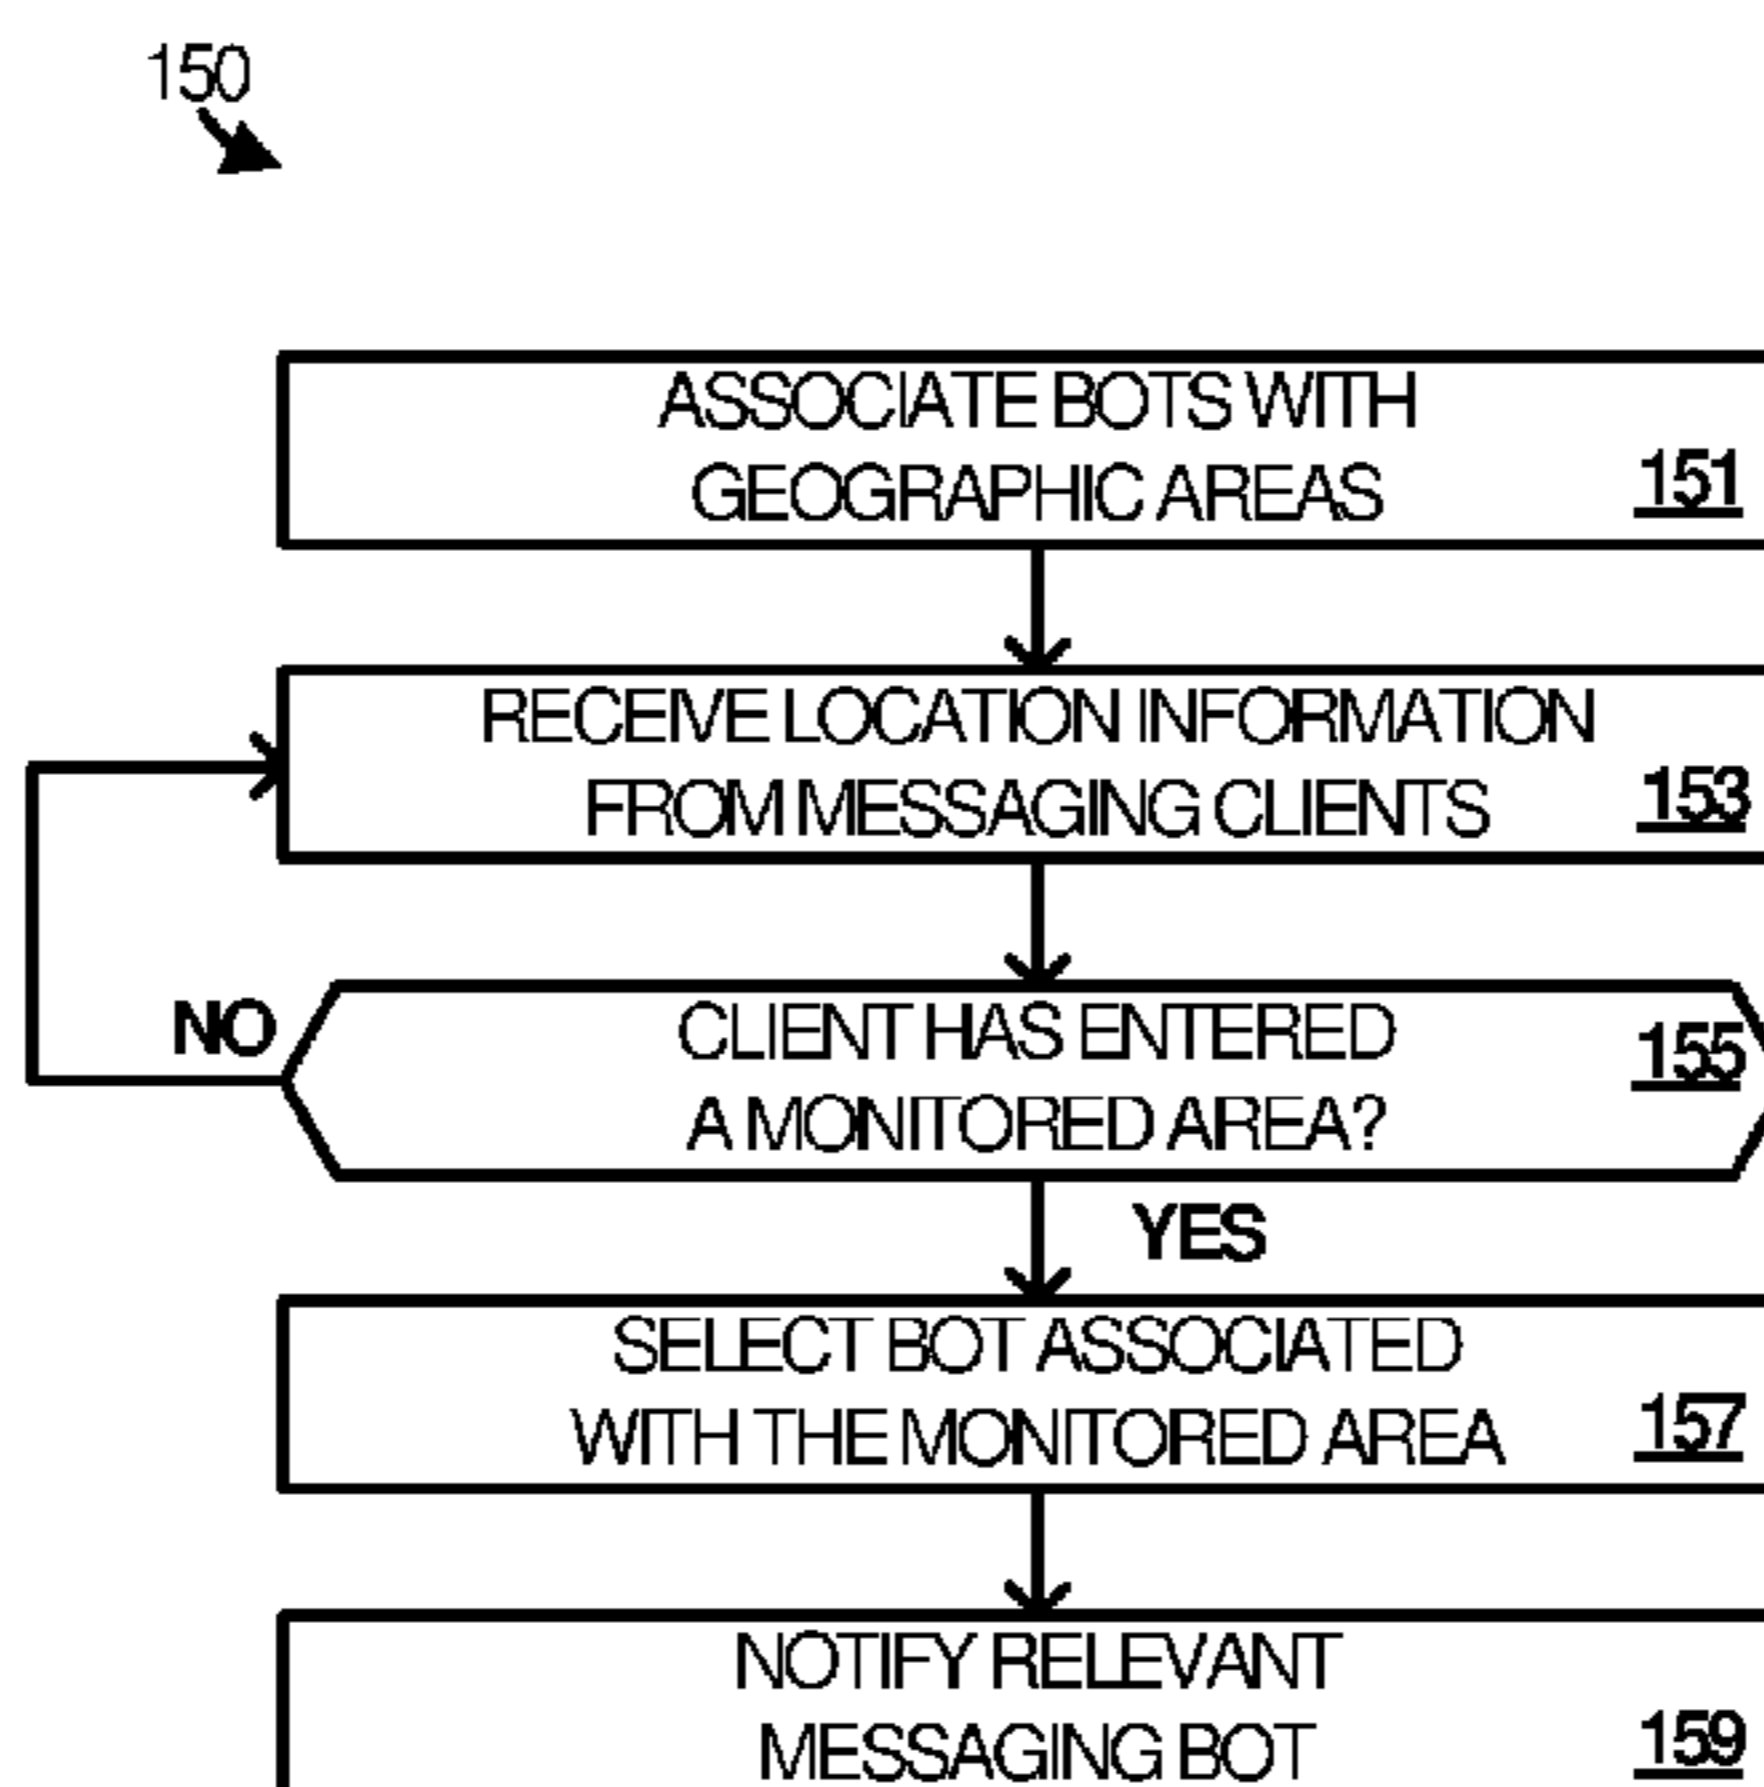 150
ASSOCIATE BOTS WITH
GEOGRAPHIC AREAS
151
RECEIVE LOCATION INFORMATION
FROM MESSAGING CLIENTS
153
NO
CLIENT HAS ENTERED
A MONITORED AREA?
155
YES
SELECT BOT ASSOCIATED
WITH THE MONITORED AREA
157
NOTIFY RELEVANT
MESSAGING BOT
159